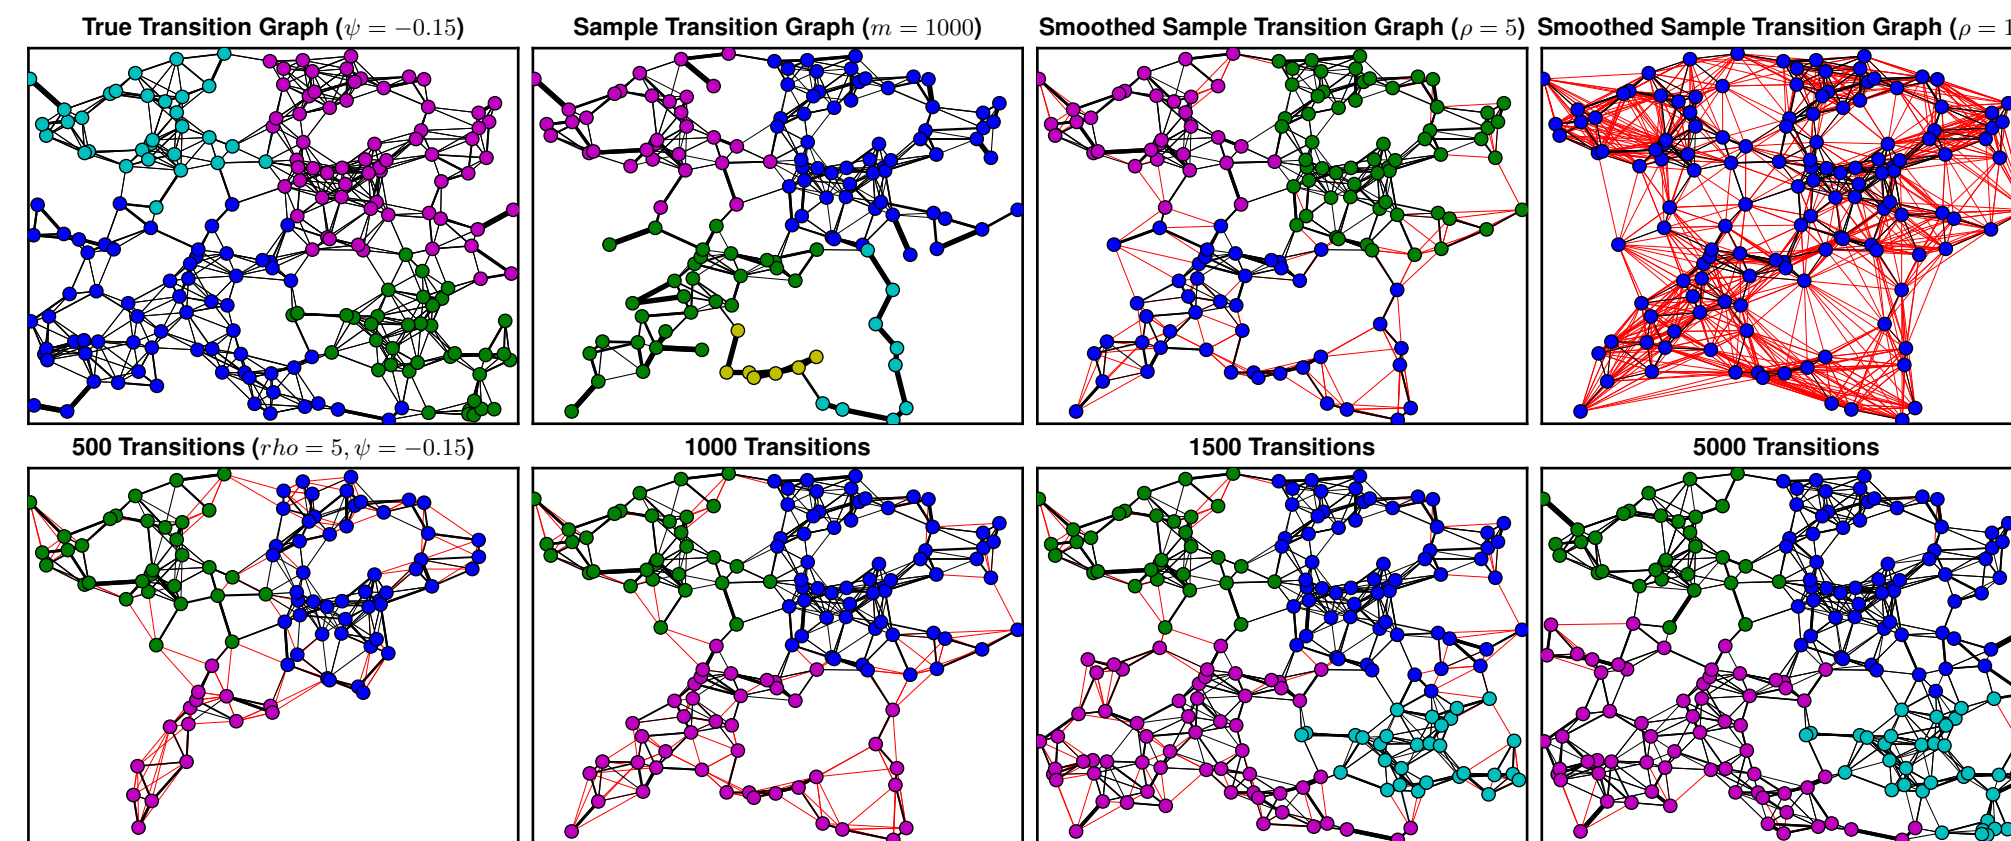 True Transition Graph (ψ = −0.15)
Sample Transition Graph (m = 1000)
Smoothed Sample Transition Graph (ρ = 5)
Smoothed Sample Transition Graph (ρ = 1
500 Transitions (rho = 5, ψ = −0.15)
1000 Transitions
1500 Transitions
5000 Transitions